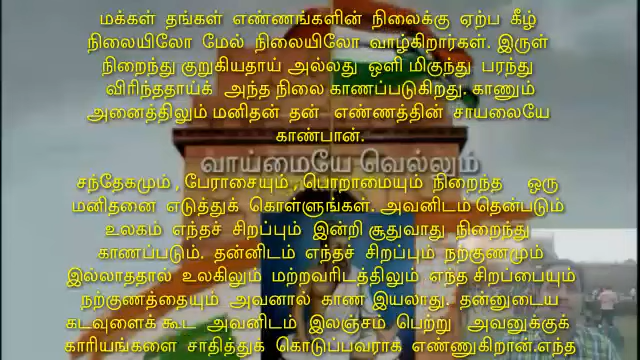 மக்கள் தங்கள் எண்ணங்களின் நிலைக்கு ஏற்ப கீழ்
நிலையிலோ மேல் நிலையிலோ வாழ்கிறார்கள். இருள்
நிறைந்து குறுகியதாய் அல்லது ஒளி மிகுந்து பரந்து
விரிந்ததாய்க் அந்த நிலை காணப்படுகிறது. காணும்
அனைத்திலும் மனிதன் தன் எண்ணத்தின் சாயலையே
காண்பான்.
வாய்மையே வெல்லும்
சந்தேகமும் , பேராசையும் , பொறாமையும் நிறைந்த ஒரு
மனிதனை எடுத்துக் கொள்ளுங்கள். அவனிடம் தென்படும்
உலகம் எந்தச் சிறப்பும் இன்றி சூதுவாது நிறைந்து
காணப்படும். தன்னிடம் எந்தச் சிறப்பும் நற்குணமும்
இல்லாததால் உலகிலும் மற்றவரிடத்திலும் எந்த சிறப்பையும்
நற்குணத்தையும் அவனால் காண இயலாது. தன்னுடைய
கடவுளைக் கூட அவனிடம் இலஞ்சம் பெற்று அவனுக்குக்
காரியங்களை சாதித்துக் கொடுப்பவராக எண்ணுகிறான்.எந்த